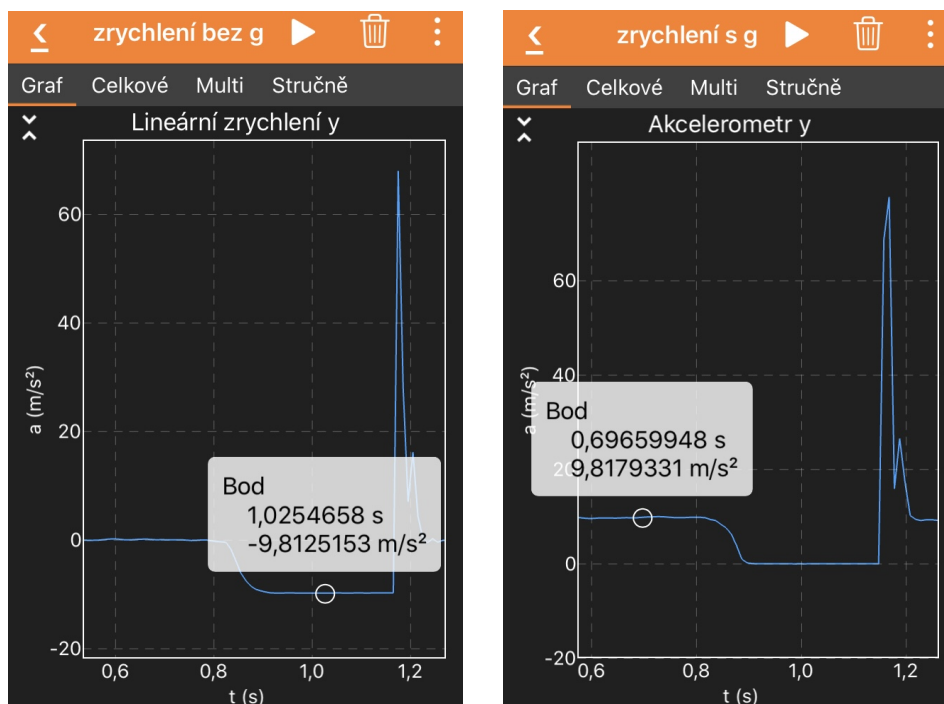 zrychlení bez g
Graf Celkové Multi Stručně
Lineární zrychlení y
60
40
20
0
-20
a (m/s²)
Bod
1,0254658 s
-9,8125153 m/s²
0,6 0,8 1,0 1,2
t (s)
zrychlení s g
Graf Celkové Multi Stručně
Akcelerometr y
60
40
20
0
-20
a (m/s²)
Bod
0,69659948 s
9,8179331 m/s²
0,6 0,8 1,0 1,2
t (s)